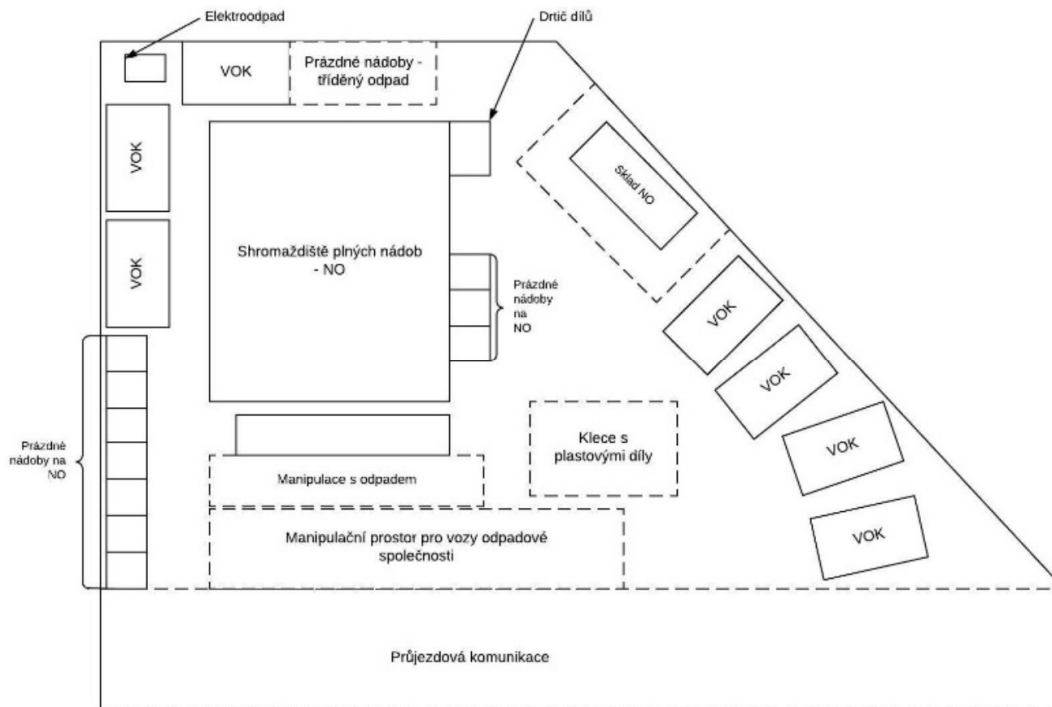 Elektroodpad
Drtič dílů
VOK
Prázdné nádoby -
tříděný odpad
VOK
Sklad NO
VOK
Shromaždiště plných nádob
- NO
Prázdné
nádoby
na
NO
VOK
VOK
VOK
VOK
Prázdné
nádoby na
NO
Klece s
plastovými díly
Manipulace s odpadem
Manipulační prostor pro vozy odpadové
společnosti
Průjezdová komunikace